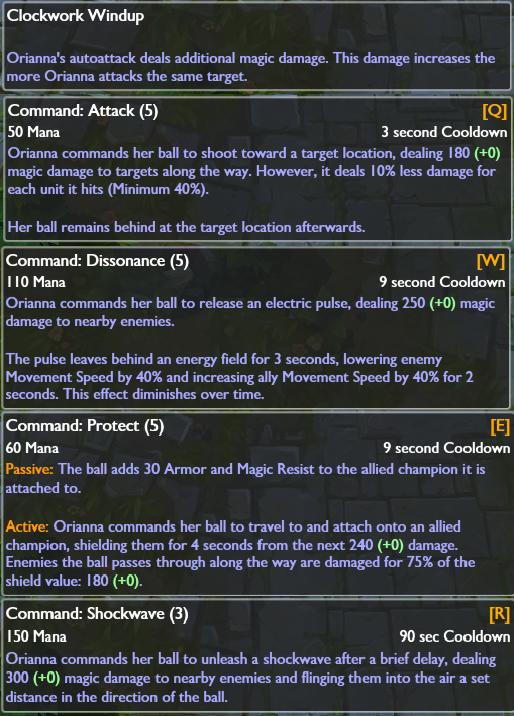 Clockwork Windup
Orianna's autoattack deals additional magic damage. This damage increases the
more Orianna attacks the same target.
Command: Attack (5) [Q]
50 Mana 3 second Cooldown
Orianna commands her ball to shoot toward a target location, dealing 180 (+0)
magic damage to targets along the way. However, it deals 10% less damage for
each unit it hits (Minimum 40%).
Her ball remains behind at the target location afterwards.
Command: Dissonance (5) [W]
110 Mana 9 second Cooldown
Orianna commands her ball to release an electric pulse, dealing 250 (+0) magic
damage to nearby enemies.
The pulse leaves behind an energy field for 3 seconds, lowering enemy
Movement Speed by 40% and increasing ally Movement Speed by 40% for 2
seconds. This effect diminishes over time.
Command: Protect (5) [E]
60 Mana 9 second Cooldown
Passive: The ball adds 30 Armor and Magic Resist to the allied champion it is
attached to.
Active: Orianna commands her ball to travel to and attach onto an allied
champion, shielding them for 4 seconds from the next 240 (+0) damage.
Enemies the ball passes through along the way are damaged for 75% of the
shield value: 180 (+0).
Command: Shockwave (3) [R]
150 Mana 90 sec Cooldown
Orianna commands her ball to unleash a shockwave after a brief delay, dealing
300 (+0) magic damage to nearby enemies and flinging them into the air a set
distance in the direction of the ball.